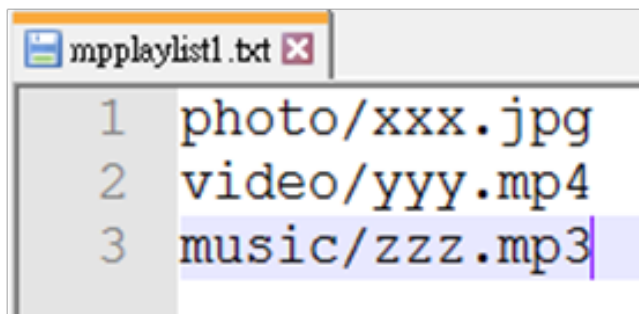 mpplaylist1.txt
1 photo/xxx.jpg
2 video/yyy.mp4
3 music/zzz.mp3